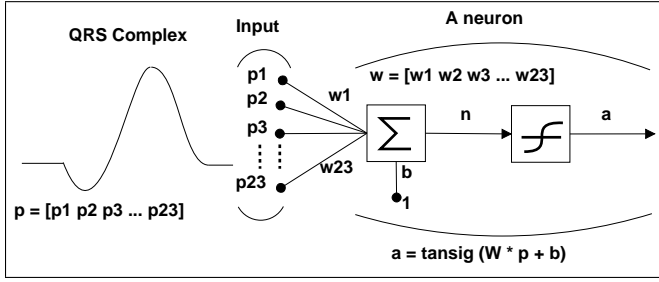 QRS Complex
Input
A neuron
p1
p2
p3
p23
w1
w23
w = [w1 w2 w3 ... w23]
Σ
n
a
b
1
p = [p1 p2 p3 ... p23]
a = tansig (W * p + b)